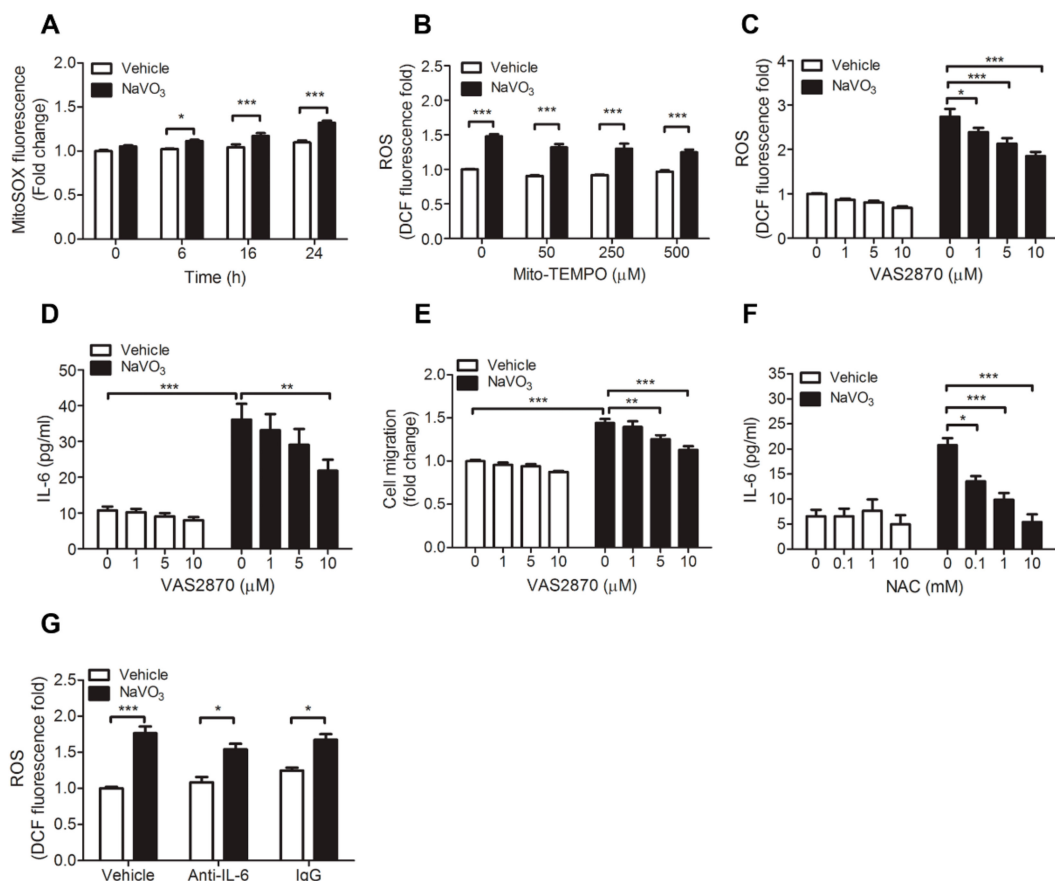 A
MitoSOX fluorescence
(Fold change)
Vehicle
NaVO₃
2.0
1.5
1.0
0.5
0.0
* *** ***
0 6 16 24
Time (h)
B
ROS
(DCF fluorescence fold)
Vehicle
NaVO₃
2.5
2.0
1.5
1.0
0.5
0.0
*** *** *** ***
0 50 250 500
Mito-TEMPO (μM)
C
ROS
(DCF fluorescence fold)
Vehicle
NaVO₃
4
3
2
1
0
***
***
*
0 1 5 10 0 1 5 10
VAS2870 (μM)
D
IL-6 (pg/ml)
Vehicle
NaVO₃
50
40
30
20
10
0
*** **
0 1 5 10 0 1 5 10
VAS2870 (μM)
E
Cell migration
(fold change)
Vehicle
NaVO₃
2.0
1.5
1.0
0.5
0.0
***
*** **
0 1 5 10 0 1 5 10
VAS2870 (μM)
F
IL-6 (pg/ml)
Vehicle
NaVO₃
35
30
25
20
15
10
5
0
***
***
*
0 0.1 1 10 0 0.1 1 10
NAC (mM)
G
ROS
(DCF fluorescence fold)
Vehicle
NaVO₃
2.5
2.0
1.5
1.0
0.5
0.0
*** * *
Vehicle Anti-IL-6 IgG